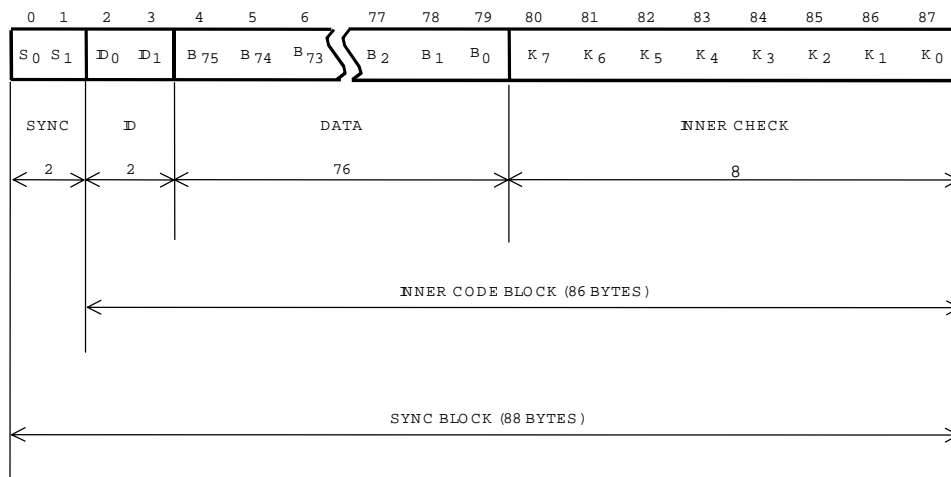 0 1 2 3 4 5 6 77 78 79 80 81 82 83 84 85 86 87
S0 S1 ID0 ID1 B75 B74 B73 B2 B1 B0 K7 K6 K5 K4 K3 K2 K1 K0
SYNC ID DATA INNER CHECK
2 2 76 8
INNER CODE BLOCK (86 BYTES)
SYNC BLOCK (88 BYTES)